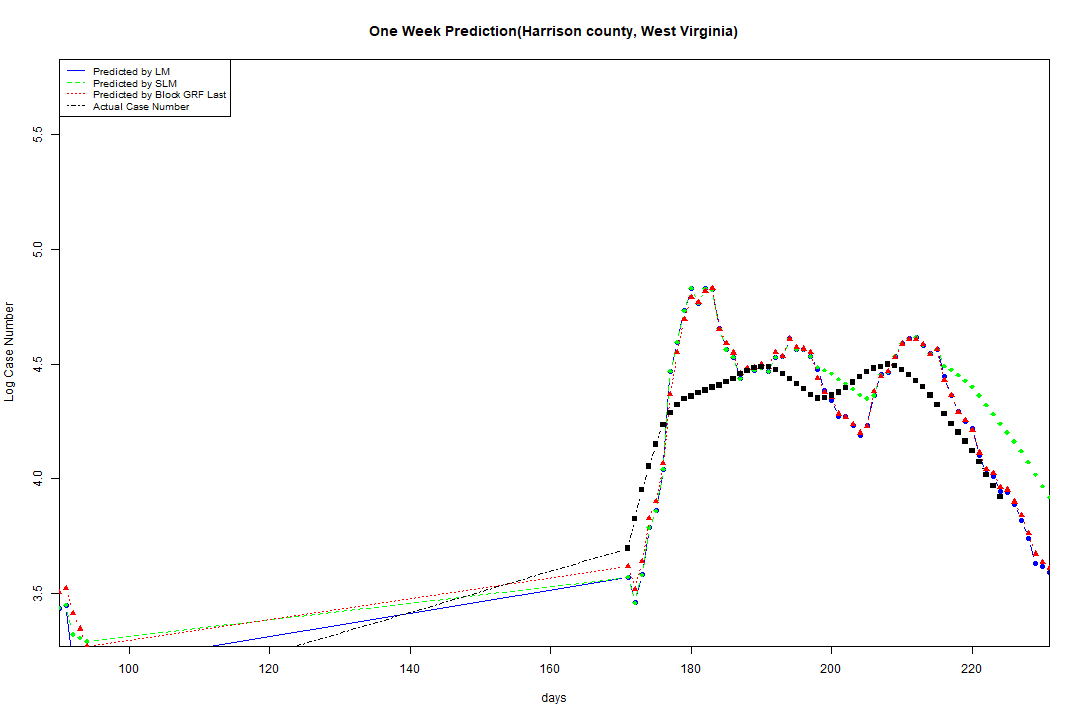 One Week Prediction(Harrison county, West Virginia)
Predicted by LM
Predicted by SLM
Predicted by Block GRF Last
Actual Case Number
Log Case Number
5.5
5.0
4.5
4.0
3.5
100 120 140 160 180 200 220
days